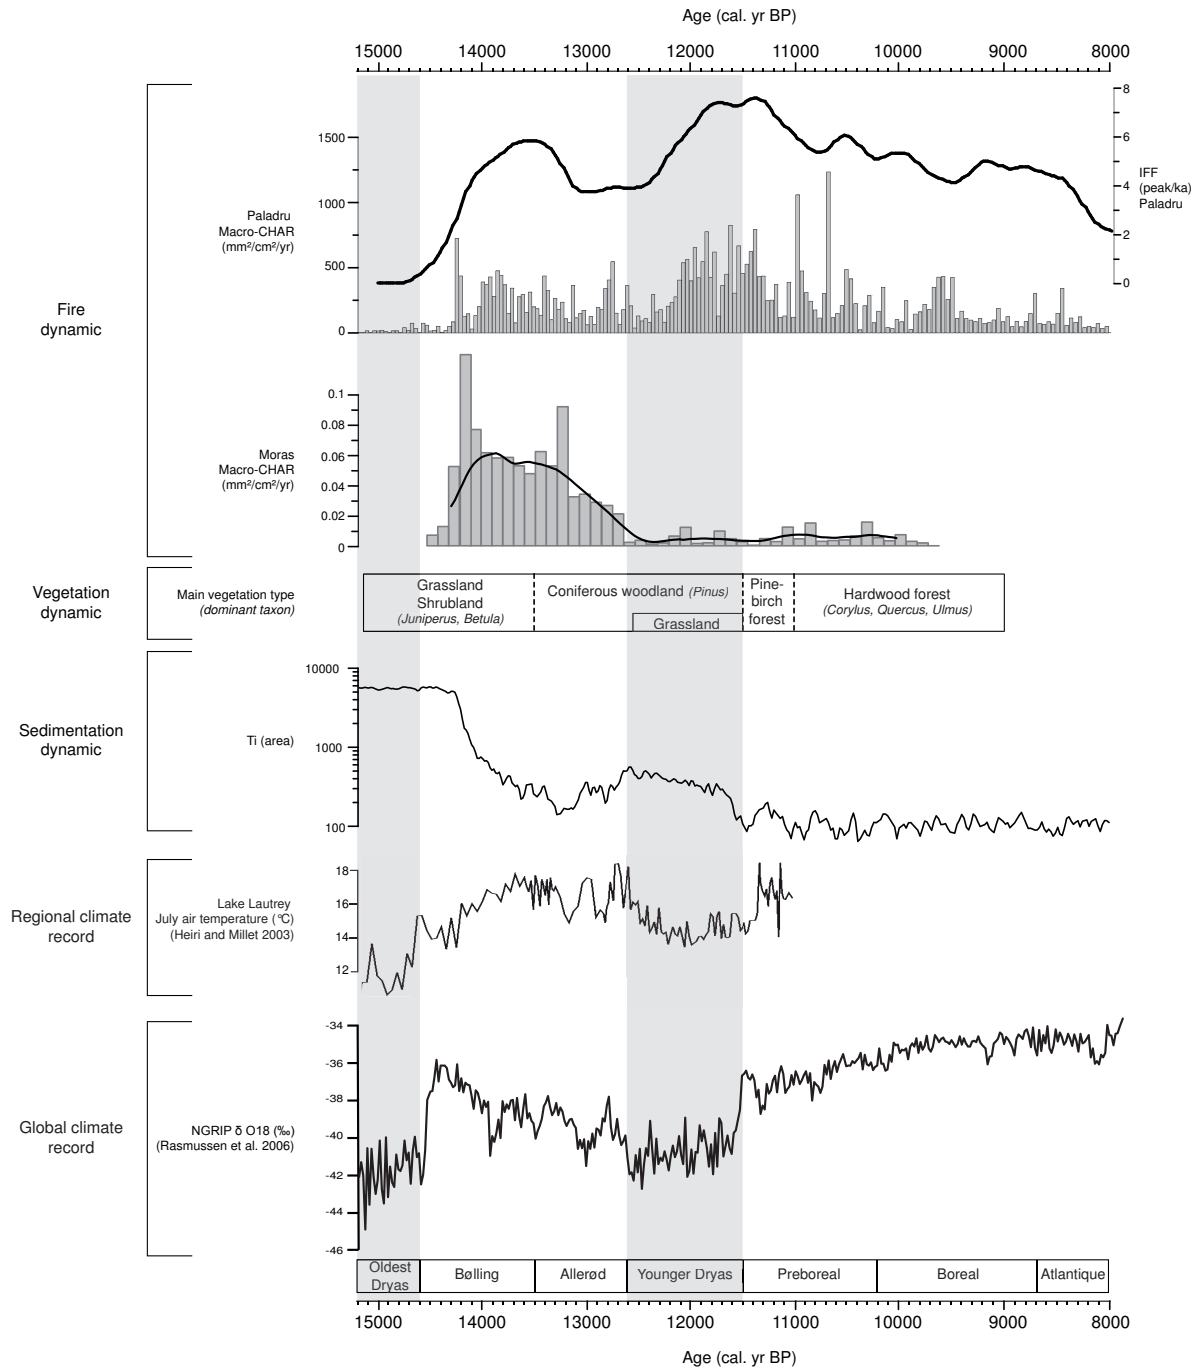 Age (cal. yr BP)
15000 14000 13000 12000 11000 10000 9000 8000
8
6
4
2
0
IFF
(peak/ka)
Paladru
1500
1000
500
0
Paladru
Macro-CHAR
(mm²/cm²/yr)
Fire
dynamic
0.1
0.08
0.06
0.04
0.02
0
Moras
Macro-CHAR
(mm²/cm²/yr)
Vegetation
dynamic
Main vegetation type
(dominant taxon)
Grassland
Shrubland
(Juniperus, Betula)
Coniferous woodland (Pinus)
Grassland
Pine-
birch
forest
Hardwood forest
(Corylus, Quercus, Ulmus)
Sedimentation
dynamic
Ti (area)
10000
1000
100
Regional climate
record
Lake Lautrey
July air temperature (°C)
(Heiri and Millet 2003)
18
16
14
12
Global climate
record
NGRIP δ O18 (‰)
(Rasmussen et al. 2006)
-34
-36
-38
-40
-42
-44
-46
Oldest
Dryas
Bølling
Allerød
Younger Dryas
Preboreal
Boreal
Atlantique
15000 14000 13000 12000 11000 10000 9000 8000
Age (cal. yr BP)